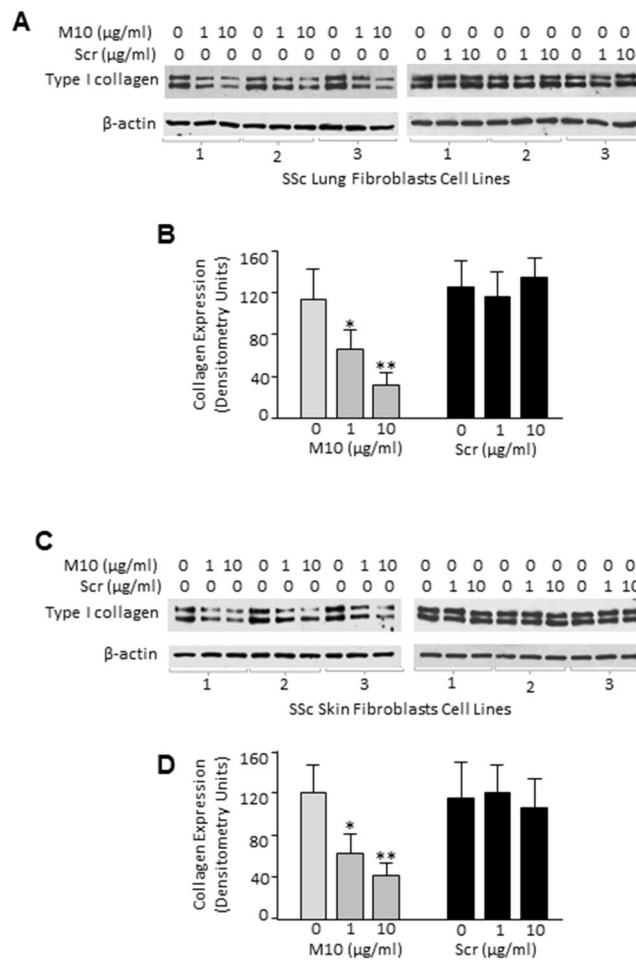 A
M10 (μg/ml) 0 1 10 0 1 10 0 1 10 0 0 0 0 0 0 0 0 0
Scr (μg/ml) 0 0 0 0 0 0 0 0 0 0 1 10 0 1 10 0 1 10
Type I collagen
β-actin
1 2 3 1 2 3
SSc Lung Fibroblasts Cell Lines
B
Collagen Expression
(Densitometry Units)
160
120
80
40
0
* **
0 1 10 0 1 10
M10 (μg/ml) Scr (μg/ml)
C
M10 (μg/ml) 0 1 10 0 1 10 0 1 10 0 0 0 0 0 0 0 0 0
Scr (μg/ml) 0 0 0 0 0 0 0 0 0 0 1 10 0 1 10 0 1 10
Type I collagen
β-actin
1 2 3 1 2 3
SSc Skin Fibroblasts Cell Lines
D
Collagen Expression
(Densitometry Units)
160
120
80
40
0
* **
0 1 10 0 1 10
M10 (μg/ml) Scr (μg/ml)